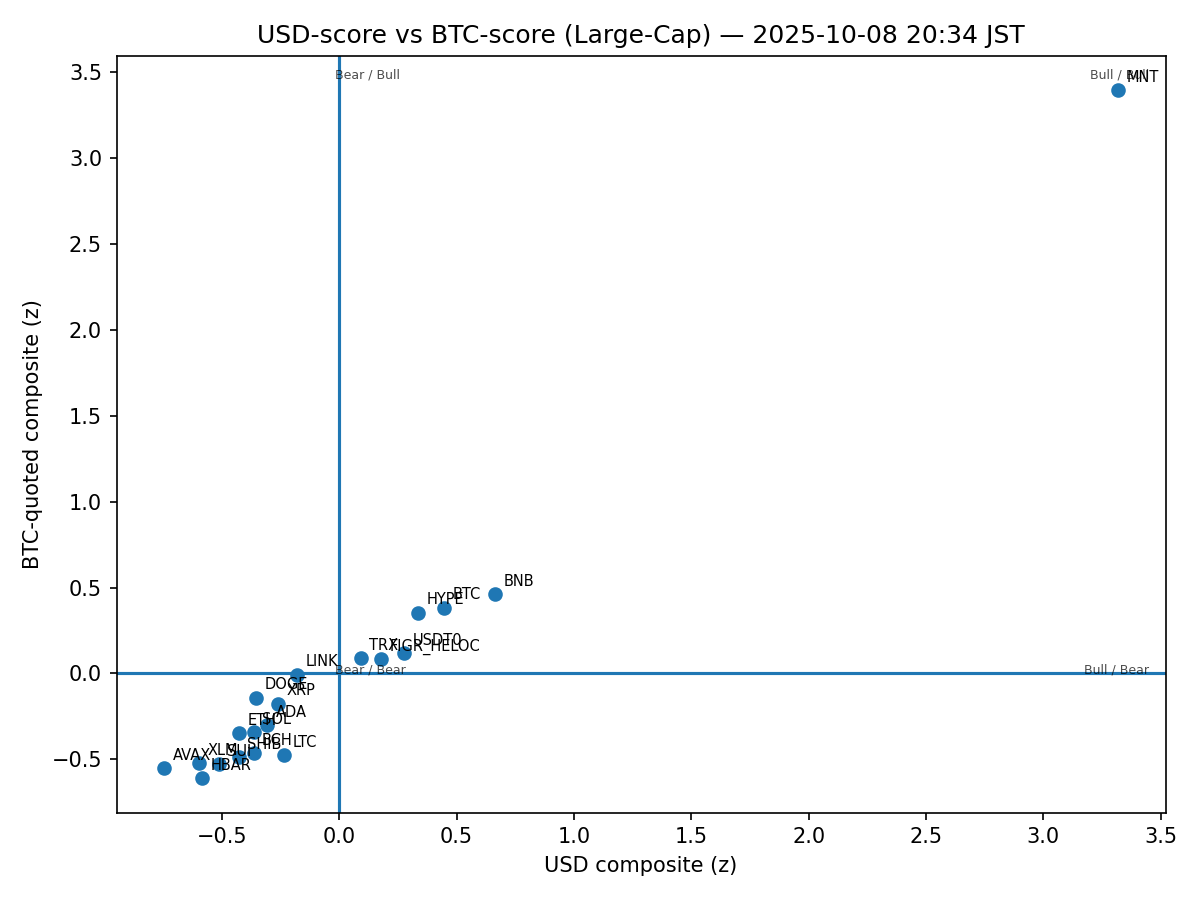 USD-score vs BTC-score (Large-Cap) — 2025-10-08 20:34 JST
3.5
Bear / Bull
Bull / Bull
MNT
3.0
2.5
2.0
1.5
1.0
0.5
BNB
BTC
HYPE
USDT0
TRX
FIGR_HELOC
0.0
LINK
Bear / Bear
Bull / Bear
DOGE
XRP
ADA
ETH
SOL
SHIB
BCH
LTC
XLM
SUI
AVAX
HBAR
−0.5
BTC-quoted composite (z)
−0.5
0.0
0.5
1.0
1.5
2.0
2.5
3.0
3.5
USD composite (z)